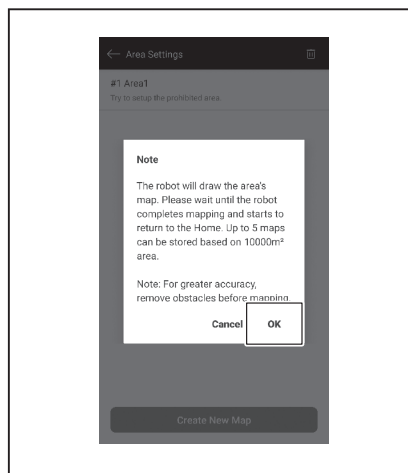 ← Area Settings
#1 Area1
Try to setup the prohibited area.
Note
The robot will draw the area's
map. Please wait until the robot
completes mapping and starts to
return to the Home. Up to 5 maps
can be stored based on 10000m²
area.
Note: For greater accuracy,
remove obstacles before mapping.
Cancel OK
Create New Map